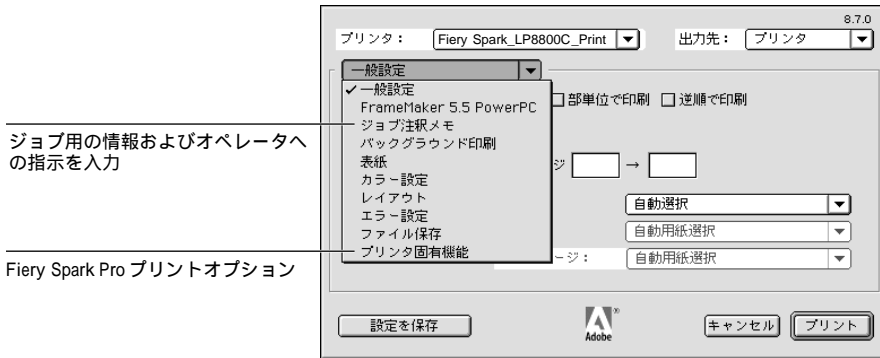 8.7.0
プリンタ： Fiery Spark_LP8800C_Print 出力先： プリンタ
一般設定
一般設定
部単位で印刷 逆順で印刷
FrameMaker 5.5 PowerPC
ジョブ注釈メモ
バックグラウンド印刷
表紙
ジ →
カラー設定
レイアウト
自動選択
エラー設定
ファイル保存
自動用紙選択
プリンタ固有機能
ージ： 自動用紙選択
ジョブ用の情報およびオペレータへ
の指示を入力
Fiery Spark Pro プリントオプション
設定を保存
Adobe
キャンセル プリント